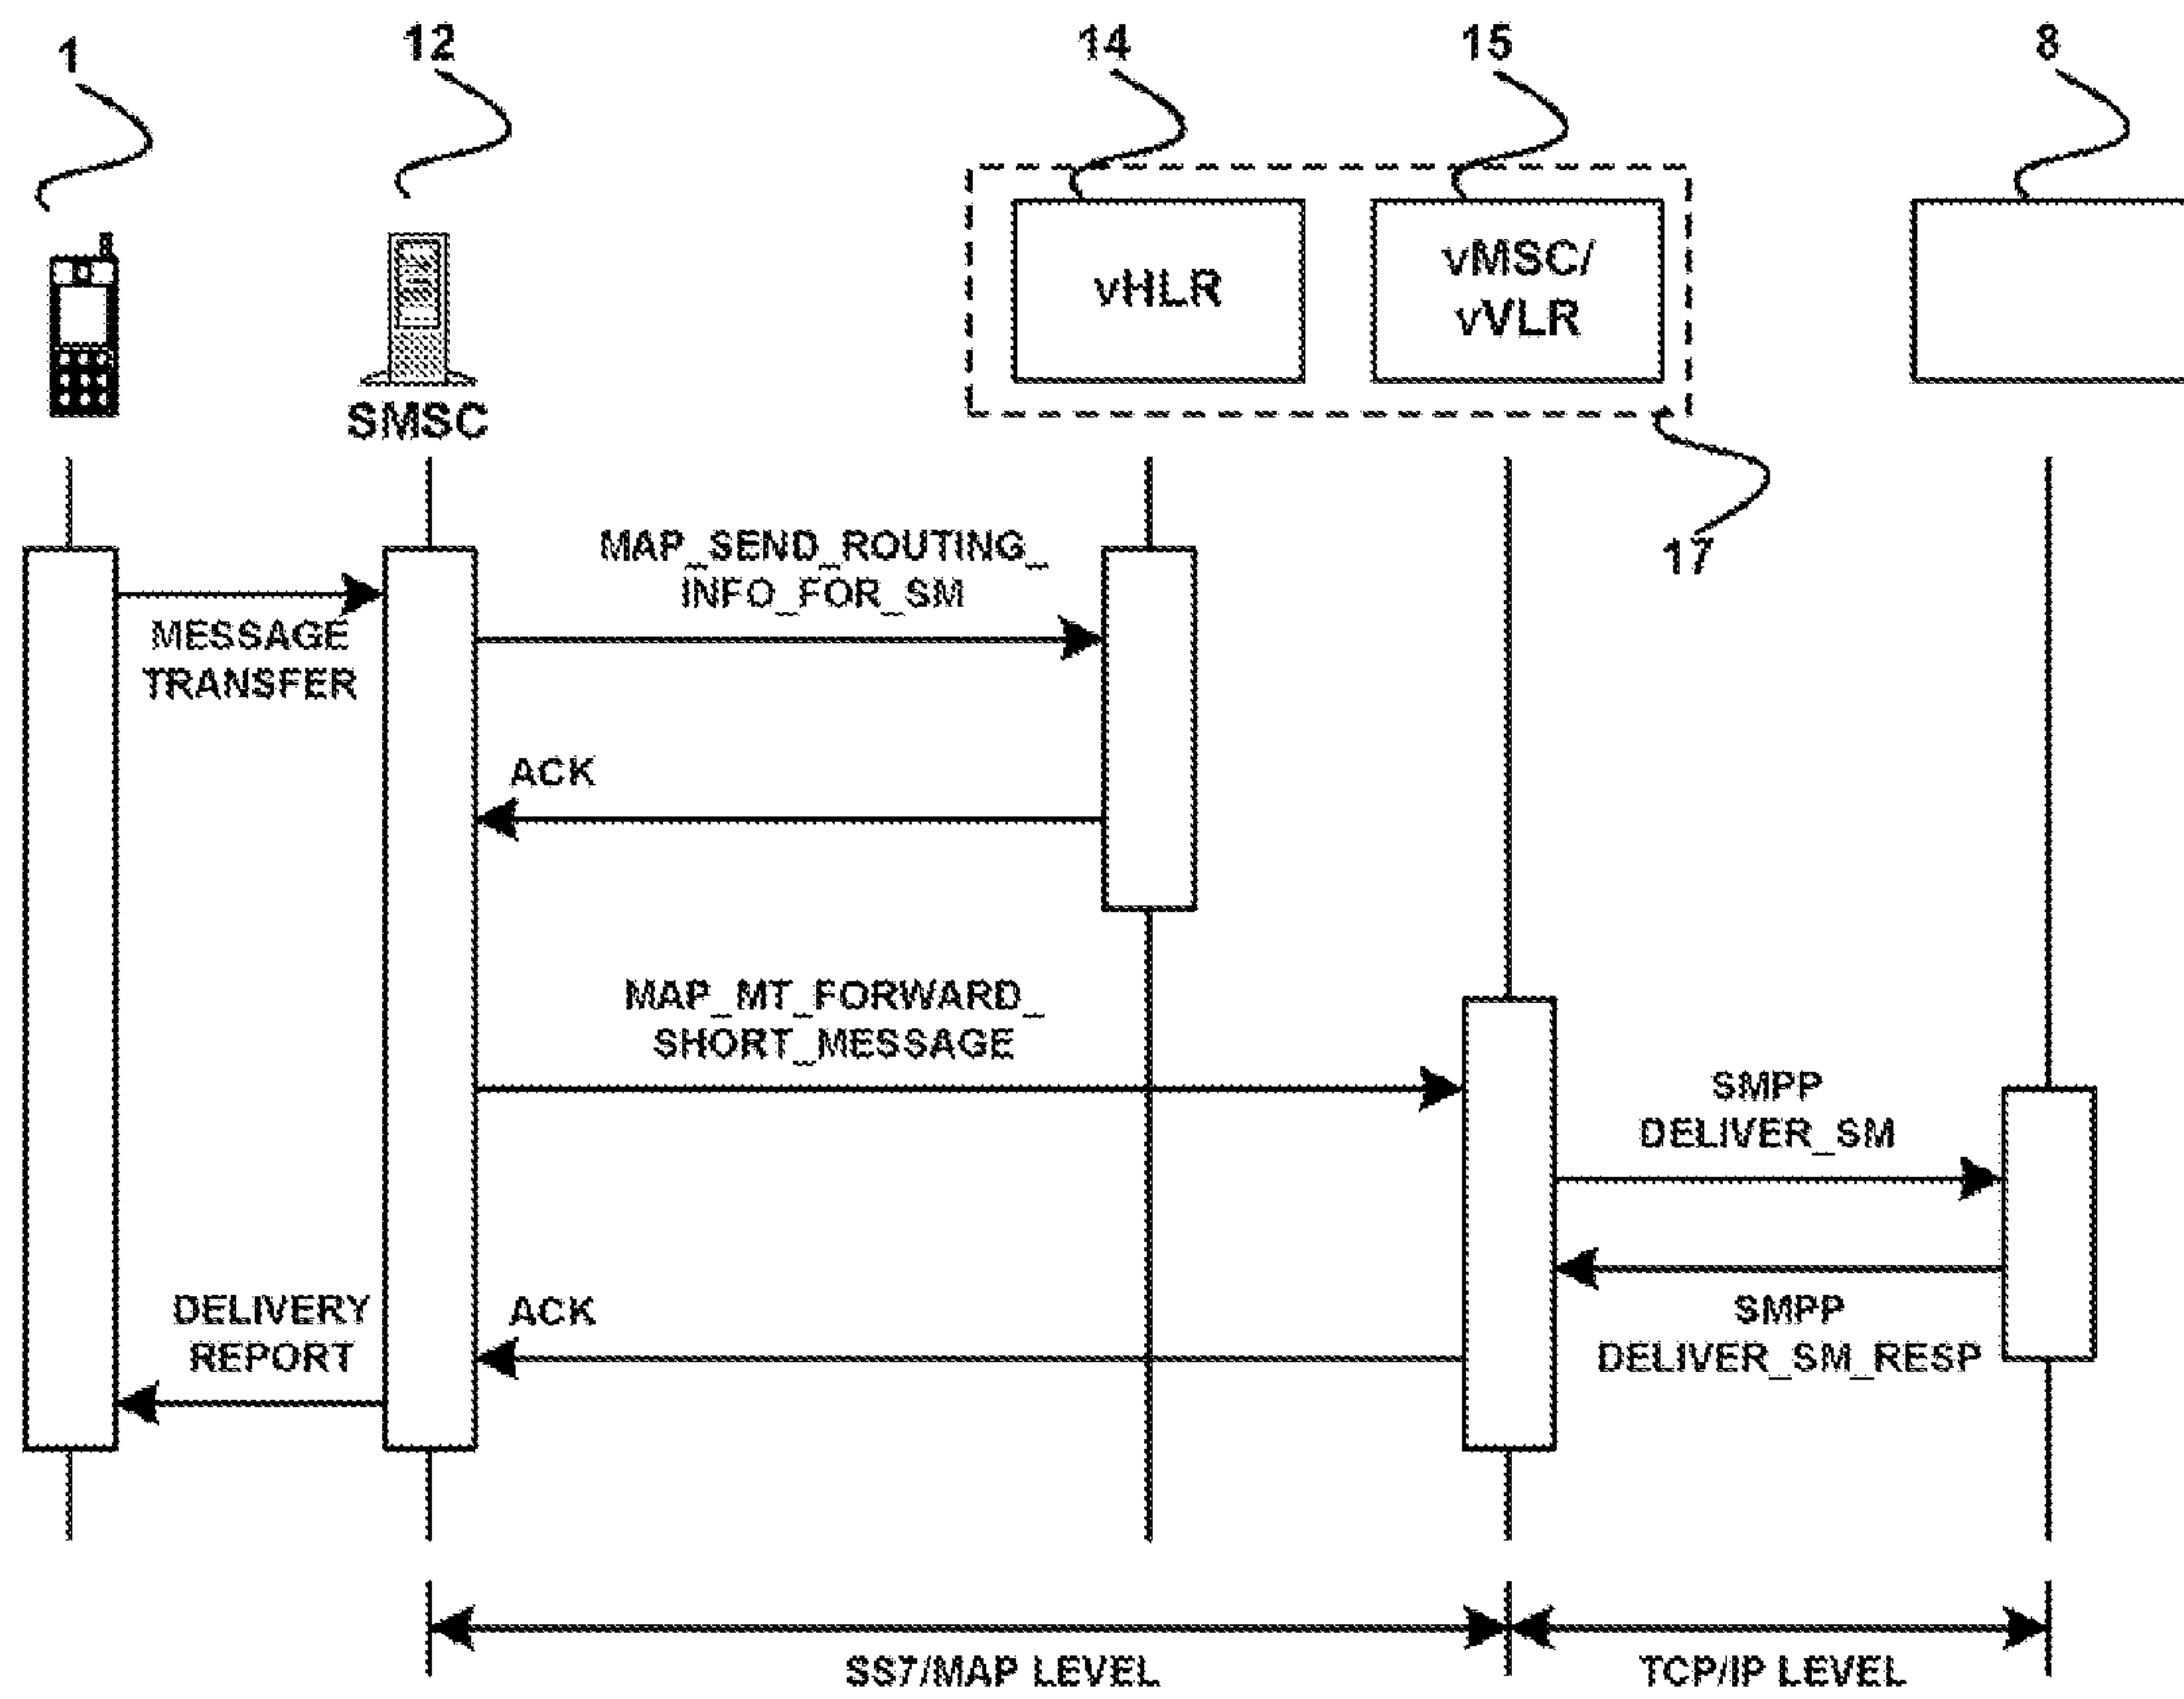 1
12
14
15
8
vHLR
vMSC/
vVLR
SMSC
17
MAP_SEND_ROUTING_
INFO_FOR_SM
MESSAGE
TRANSFER
ACK
MAP_MT_FORWARD_
SHORT_MESSAGE
SMPP
DELIVER_SM
DELIVERY
REPORT
ACK
SMPP
DELIVER_SM_RESP
SS7/MAP LEVEL
TCP/IP LEVEL